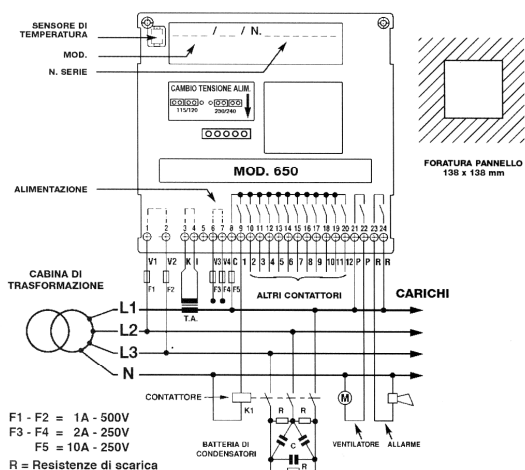 SENSORE DI
TEMPERATURA
MOD.
N. SERIE
/ / N.
CAMBIO TENSIONE ALIM.
115/120 230/240
MOD. 650
FORATURA PANNELLO
138 x 138 mm
ALIMENTAZIONE
1 2 3 4 5 6 7 8 9 10 11 12 13 14 15 16 17 18 19 20 21 22 23 24
V1 V2 K I V3 V4 C 1 2 3 4 5 6 7 8 9 10 11 12 P P R R
F1 F2 F3 F4 F5
ALTRI CONTATTORI
CABINA DI
TRASFORMAZIONE
T.A.
CARICHI
L1
L2
L3
N
CONTATTORE
K1
R R
C C
R
M
BATTERIA DI
CONDENSATORI
VENTILATORE
ALLARME
F1 - F2 = 1A - 500V
F3 - F4 = 2A - 250V
F5 = 10A - 250V
R = Resistenze di scarica